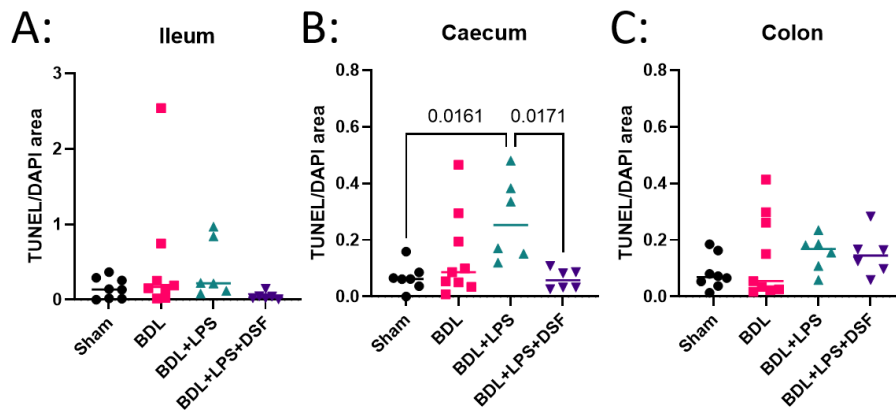 A:
Ileum
TUNEL/DAPI area
3
2
1
0
Sham
BDL
BDL+LPS
BDL+LPS+DSF
B:
Caecum
TUNEL/DAPI area
0.8
0.6
0.4
0.2
0.0
0.0161
0.0171
Sham
BDL
BDL+LPS
BDL+LPS+DSF
C:
Colon
TUNEL/DAPI area
0.8
0.6
0.4
0.2
0.0
Sham
BDL
BDL+LPS
BDL+LPS+DSF